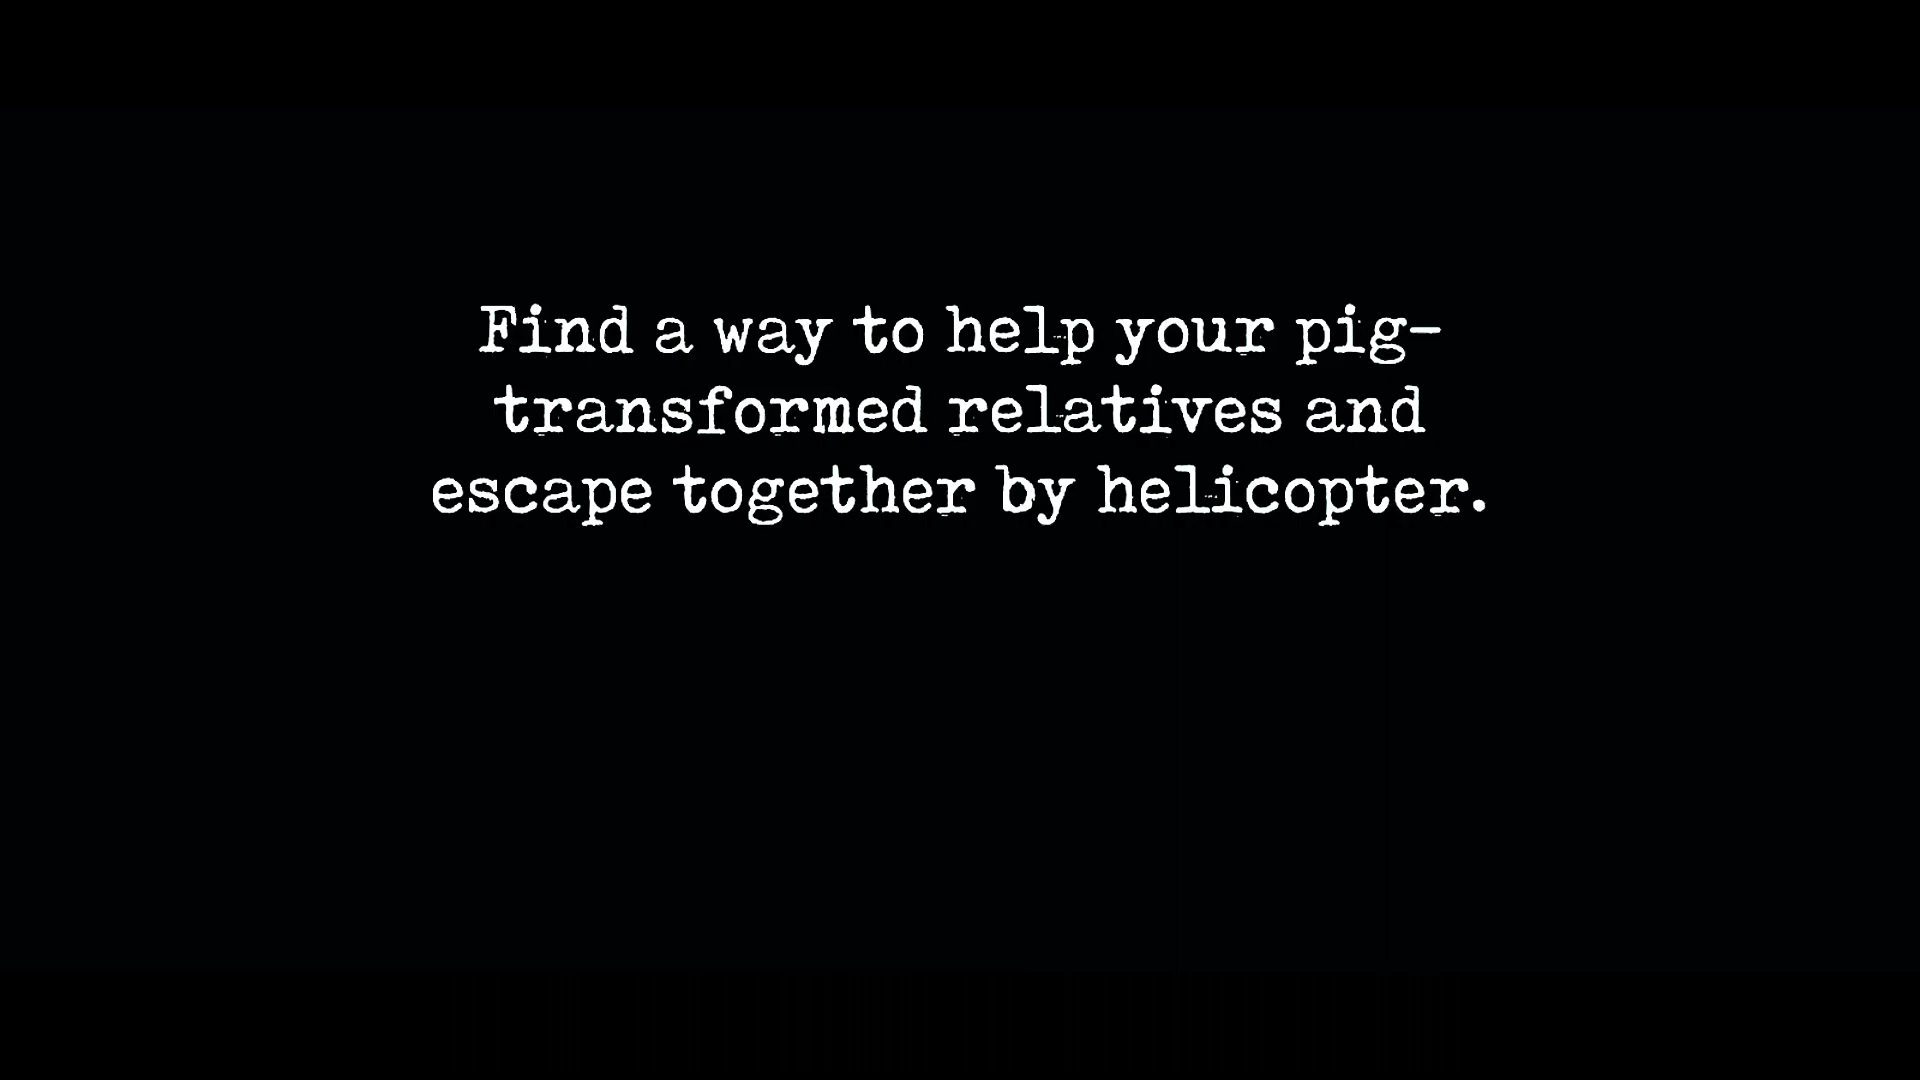 Find a way to help your pig-
transformed relatives and
escape together by helicopter.